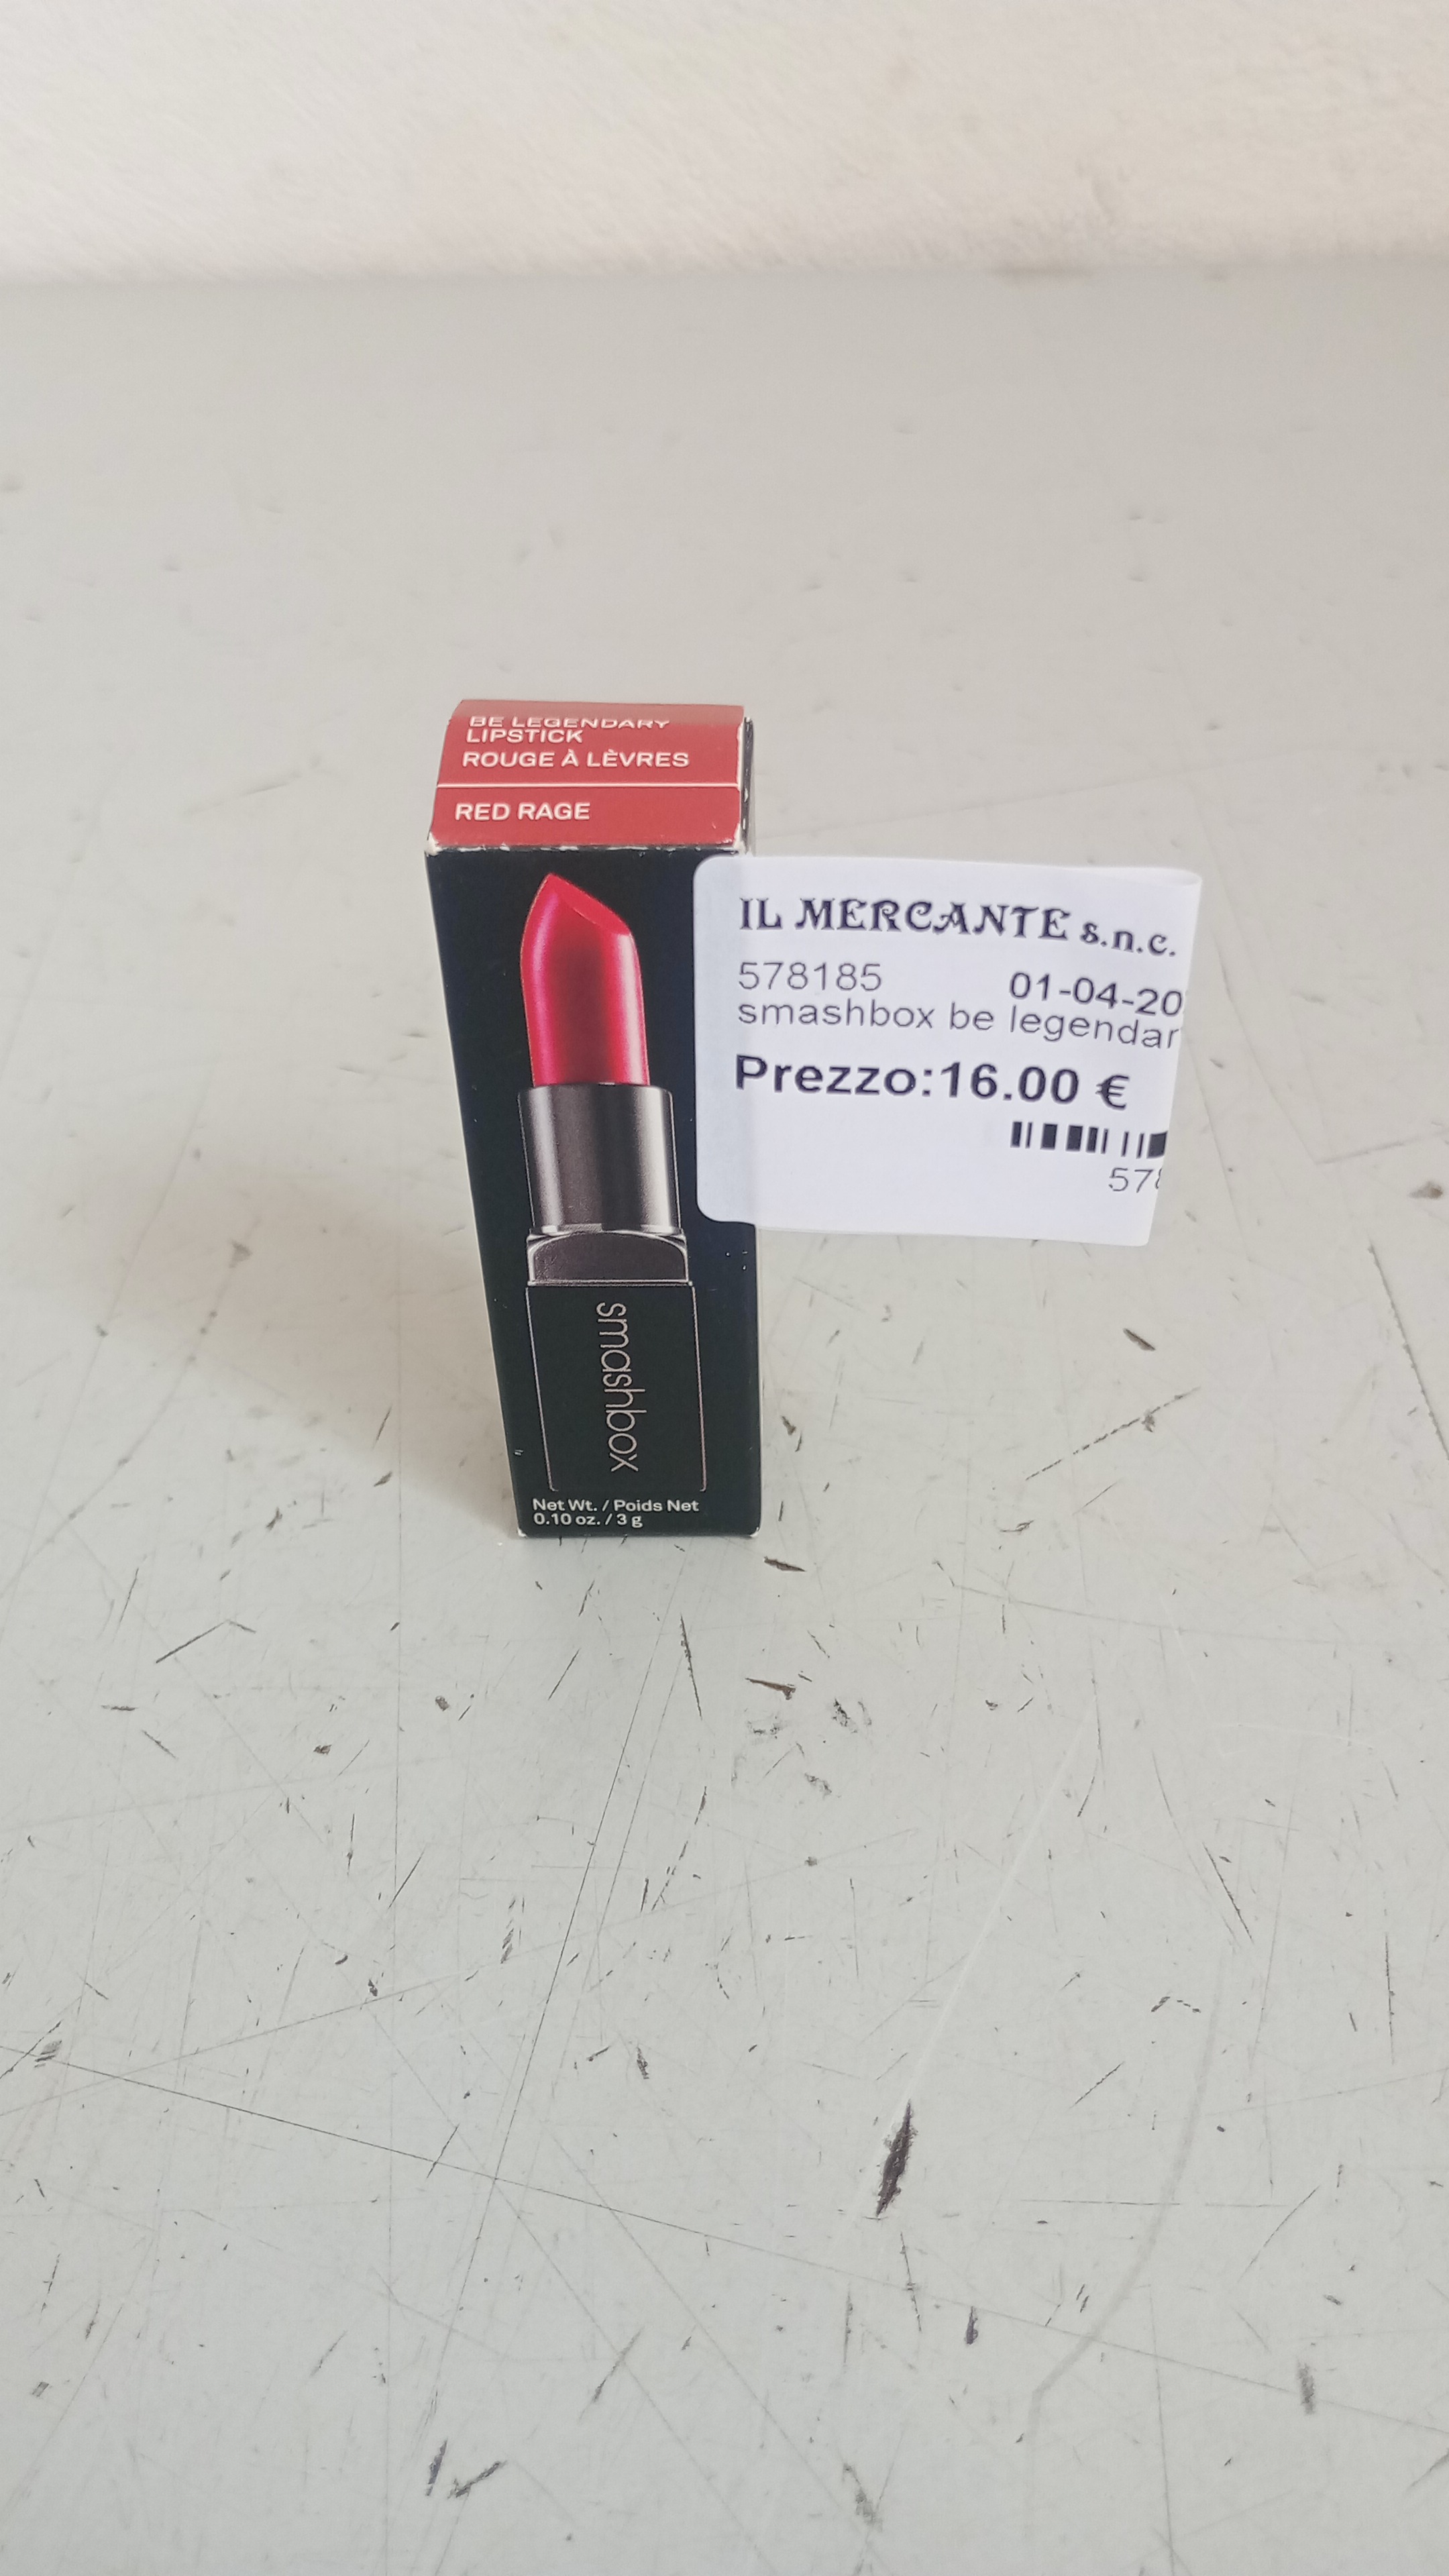 BE LEGENDARY
LIPSTICK
ROUGE À LÈVRES
RED RAGE
IL MERCANTE s.n.c.
578185 01-04-20
smashbox be legendar
Prezzo:16.00 €
578
smashbox
Net Wt. / Poids Net
0.10 oz. / 3 g